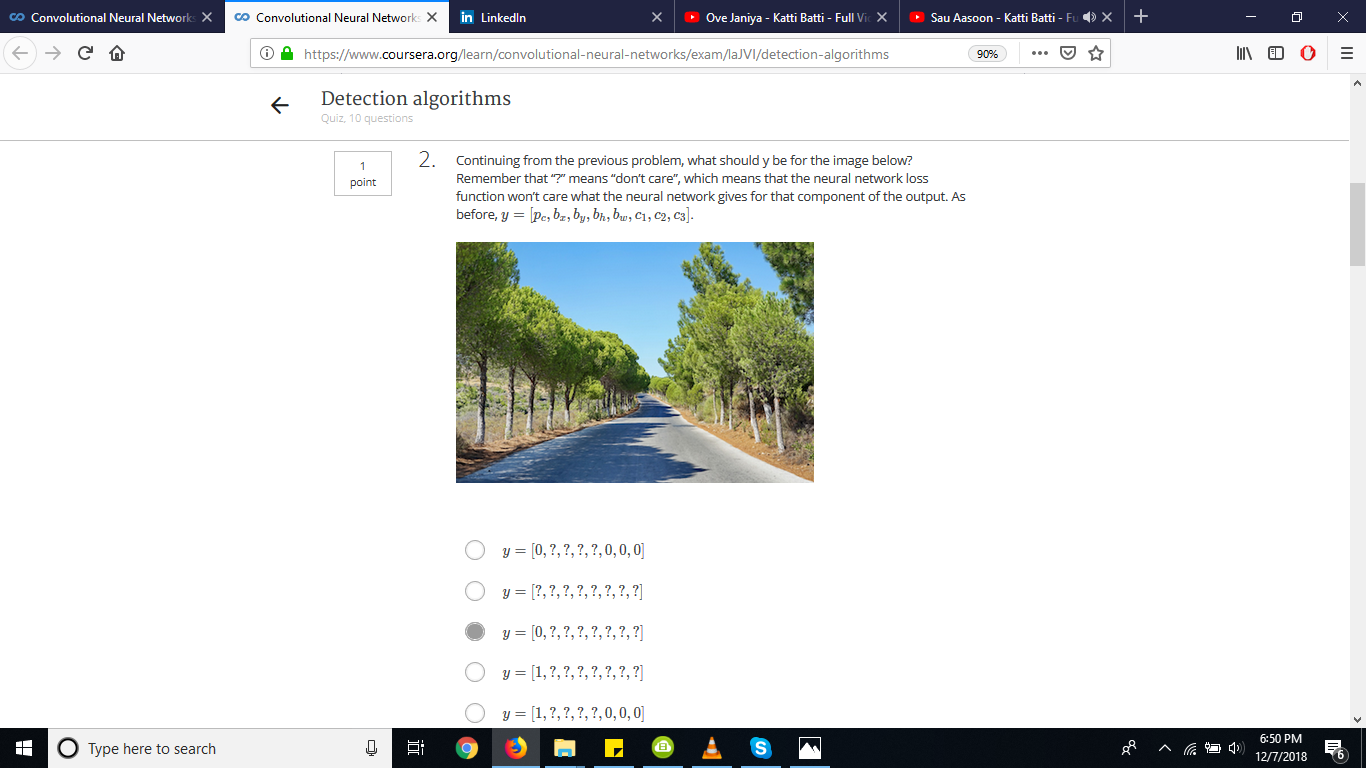 Convolutional Neural Networks
Convolutional Neural Networks
LinkedIn
Ove Janiya - Katti Batti - Full Vi
Sau Aasoon - Katti Batti - Fu
https://www.coursera.org/learn/convolutional-neural-networks/exam/laJVI/detection-algorithms
90%
Detection algorithms
Quiz, 10 questions
1
point
2.
Continuing from the previous problem, what should y be for the image below?
Remember that “?” means “don’t care”, which means that the neural network loss
function won’t care what the neural network gives for that component of the output. As
before, y = [p_c, b_x, b_y, b_h, b_w, c_1, c_2, c_3].
y = [0, ?, ?, ?, ?, 0, 0, 0]
y = [?, ?, ?, ?, ?, ?, ?, ?]
y = [0, ?, ?, ?, ?, ?, ?, ?]
y = [1, ?, ?, ?, ?, ?, ?, ?]
y = [1, ?, ?, ?, ?, 0, 0, 0]
Type here to search
6:50 PM
12/7/2018
6